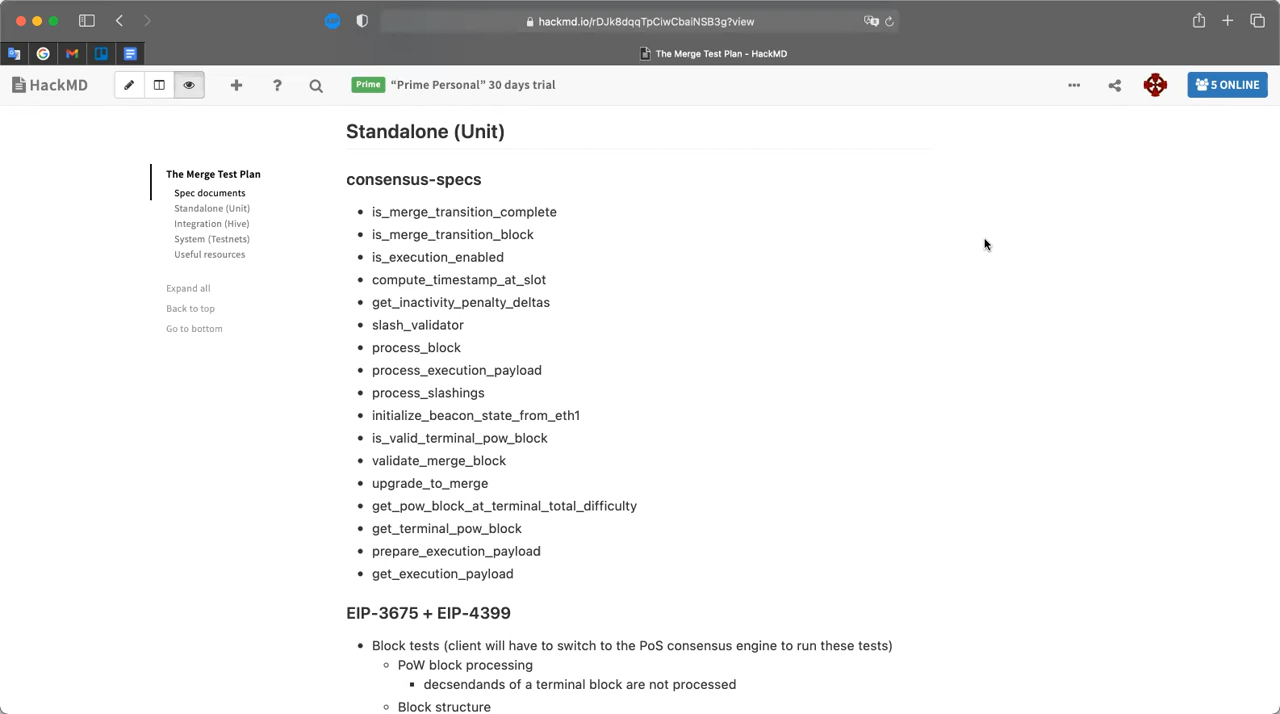 hackmd.io/rDJk8dqqTpCiwCbaiNSB3g?view
The Merge Test Plan - HackMD
HackMD
Prime “Prime Personal” 30 days trial
5 ONLINE
The Merge Test Plan
Spec documents
Standalone (Unit)
Integration (Hive)
System (Testnets)
Useful resources
Expall all
Back to top
Go to bottom
Standalone (Unit)
consensus-specs
is_merge_transition_complete
is_merge_transition_block
is_execution_enabled
compute_timestamp_at_slot
get_inactivity_penalty_deltas
slash_validator
process_block
process_execution_payload
process_slashings
initialize_beacon_state_from_eth1
is_valid_terminal_pow_block
validate_merge_block
upgrade_to_merge
get_pow_block_at_terminal_total_difficulty
get_terminal_pow_block
prepare_execution_payload
get_execution_payload
EIP-3675 + EIP-4399
Block tests (client will have to switch to the PoS consensus engine to run these tests)
PoW block processing
decsendands of a terminal block are not processed
Block structure